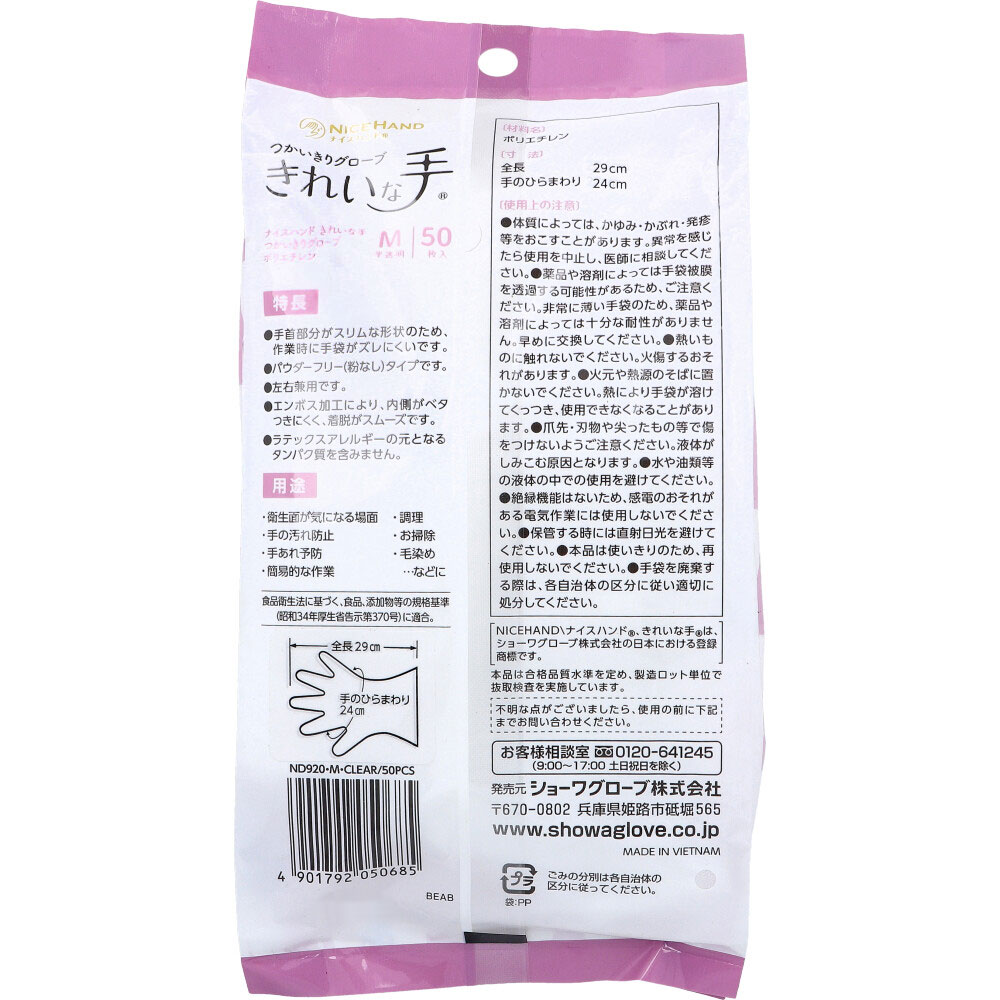 NICEHAND
ナイスハンド®
つかいきりグローブ
きれいな手®
ナイスハンド きれいな手
つかいきりグローブ
ポリエチレン
M
半透明
50
枚入
特長
●手首部分がスリムな形状のため、
作業時に手袋がズレにくいです。
●パウダーフリー(粉なし)タイプです。
●左右兼用です。
●エンボス加工により、内側がベタ
つきにくく、着脱がスムーズです。
●ラテックスアレルギーの元となる
タンパク質を含みません。
用途
・衛生面が気になる場面 ・調理
・手の汚れ防止 ・お掃除
・手あれ予防 ・毛染め
・簡易的な作業 …などに
食品衛生法に基づく、食品、添加物等の規格基準
(昭和34年厚生省告示第370号)に適合。
全長29㎝
手のひらまわり
24㎝
ND920・M・CLEAR/50PCS
4 901792 050685
BEAB
[材料名]
ポリエチレン
[寸 法]
全長 29cm
手のひらまわり 24cm
[使用上の注意]
●体質によっては、かゆみ・かぶれ・発疹
等をおこすことがあります。異常を感じ
たら使用を中止し、医師に相談してくだ
さい。●薬品や溶剤によっては手袋被膜
を透過する可能性があるため、ご注意く
ださい。非常に薄い手袋のため、薬品や
溶剤によっては十分な耐性がありませ
ん。早めに交換してください。●熱いも
のに触れないでください。火傷するおそ
れがあります。●火元や熱源のそばに置
かないでください。熱により手袋が溶け
てくっつき、使用できなくなることがあり
ます。●爪先・刃物や尖ったもの等で傷
をつけないようご注意ください。液体が
しみこむ原因となります。●水や油類等
の液体の中での使用を避けてください。
●絶縁機能はないため、感電のおそれが
ある電気作業には使用しないでくださ
い。●保管する時には直射日光を避けて
ください。●本品は使いきりのため、再
使用しないでください。●手袋を廃棄す
る際は、各自治体の区分に従い適切に
処分してください。
NICEHAND\ナイスハンド®、きれいな手®は、
ショーワグローブ株式会社の日本における登録
商標です。
本品は合格品質水準を定め、製造ロット単位で
抜取検査を実施しています。
不明な点がございましたら、使用の前に下記
までお問い合わせください。
お客様相談室 0120-641245
(9:00〜17:00 土日祝日を除く)
発売元 ショーワグローブ株式会社
〒670-0802 兵庫県姫路市砥堀565
www.showaglove.co.jp
MADE IN VIETNAM
プラ
袋:PP
ごみの分別は各自治体の
区分に従ってください。